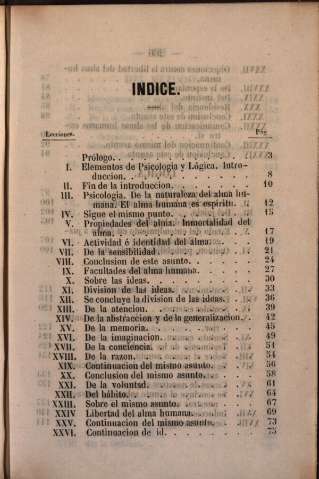 INDICE.
Lecciones. Pág.
Prólogo. 3
I. Elementos de Psicología y Lógica. Intro-
duccion. 8
II. Fin de la introduccion. 10
III. Psicologia. De la naturaleza del alma hu-
mana. El alma humana es espíritu. 12
IV. Sigue el mismo punto. 15
V. Propiedades del alma. Inmortalidad del
alma. 17
VI. Actividad é identidad del alma. 19
VII. De la sensibilidad. 21
VIII. Conclusion de este asunto. 24
IX. Facultades del alma humana. 27
X. Sobre las ideas. 30
XI. Division de las ideas. 33
XII. Se concluye la division de las ideas. 36
XIII. De la atencion. 39
XIV. De la abstraccion y de la generalizacion. 42
XV. De la memoria. 45
XVI. De la imaginacion. 49
XVII. De la conciencia. 51
XVIII. De la razon. 54
XIX. Continuacion del mismo asunto. 56
XX. Conclusion del mismo asunto. 58
XXI. De la voluntad. 61
XXII. Del hábito. 64
XXIII. Sobre el mismo asunto. 67
XXIV Libertad del alma humana. 69
XXV. Continuacion del mismo asunto. 73
XXVI. Continuacion de id. 75